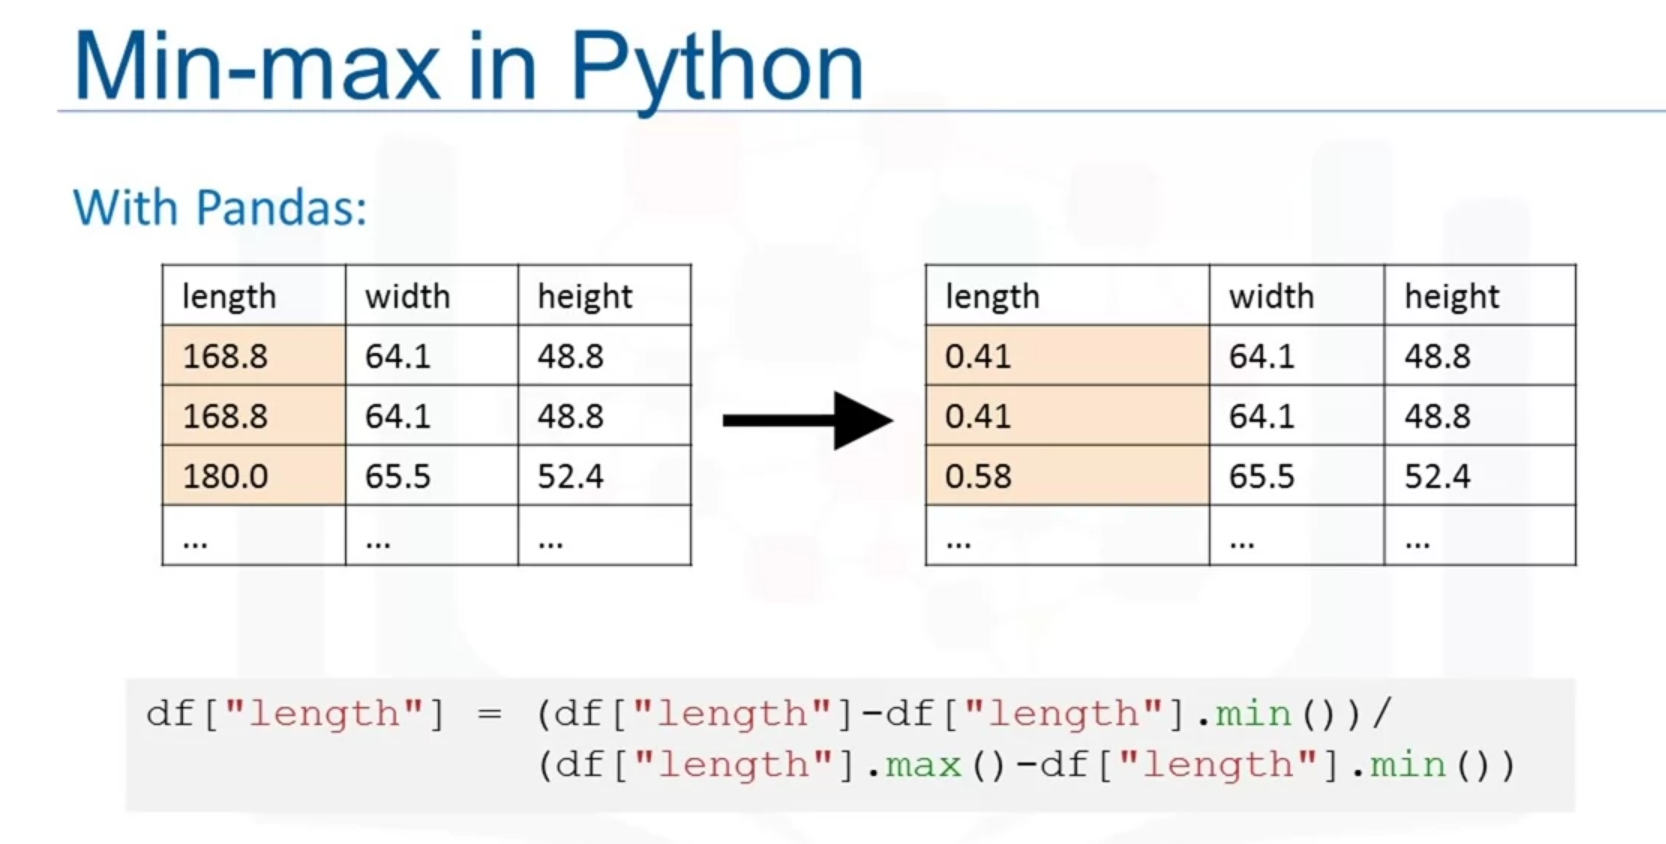 Min-max in Python
With Pandas:
length width height
168.8 64.1 48.8
168.8 64.1 48.8
180.0 65.5 52.4
... ... ...
length width height
0.41 64.1 48.8
0.41 64.1 48.8
0.58 65.5 52.4
... ... ...
df["length"] = (df["length"]-df["length"].min())/
(df["length"].max()-df["length"].min())